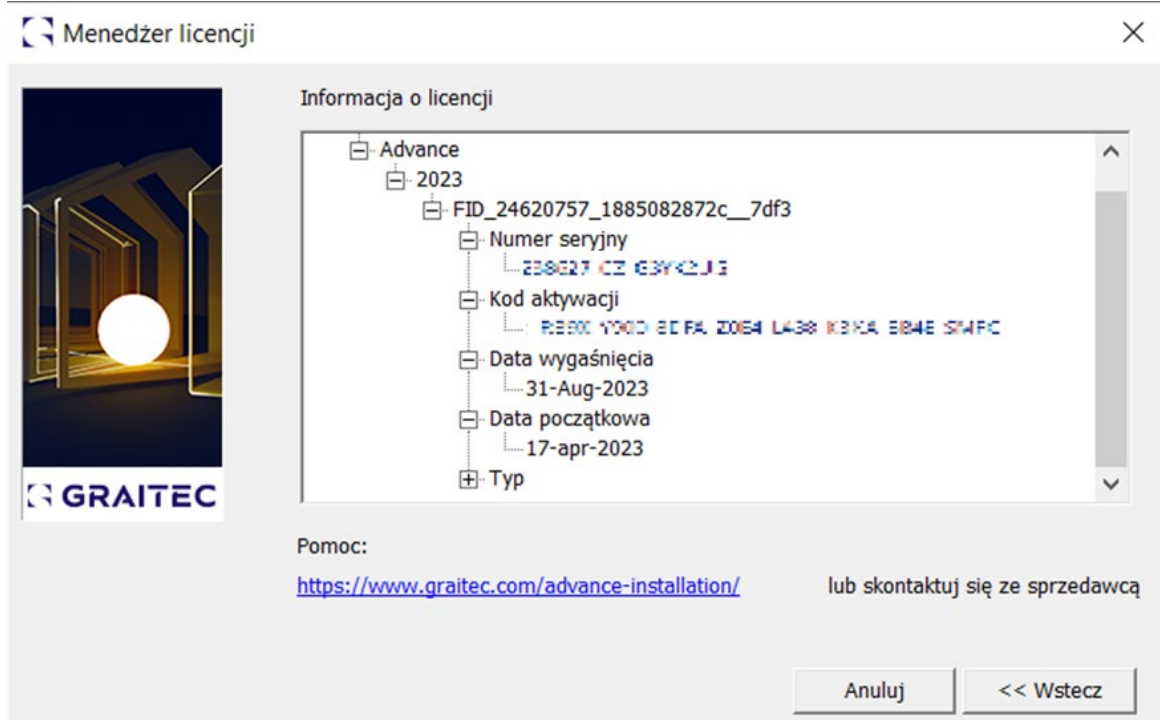 Menedżer licencji
Informacja o licencji
Advance
2023
FID_24620757_1885082872c__7df3
Numer seryjny
Kod aktywacji
Data wygaśnięcia
31-Aug-2023
Data początkowa
17-apr-2023
Typ
GRAITEC
Pomoc:
https://www.graitec.com/advance-installation/ lub skontaktuj się ze sprzedawcą
Anuluj << Wstecz